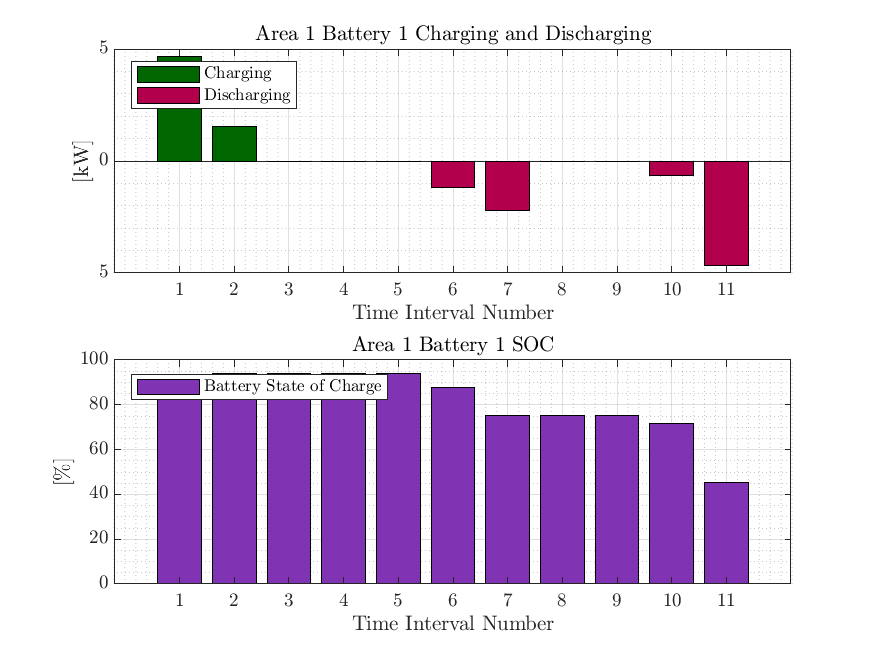 Area 1 Battery 1 Charging and Discharging
5
Charging
Discharging
0
[kW]
5
1 2 3 4 5 6 7 8 9 10 11
Time Interval Number
Area 1 Battery 1 SOC
100
Battery State of Charge
80
60
[%]
40
20
0
1 2 3 4 5 6 7 8 9 10 11
Time Interval Number